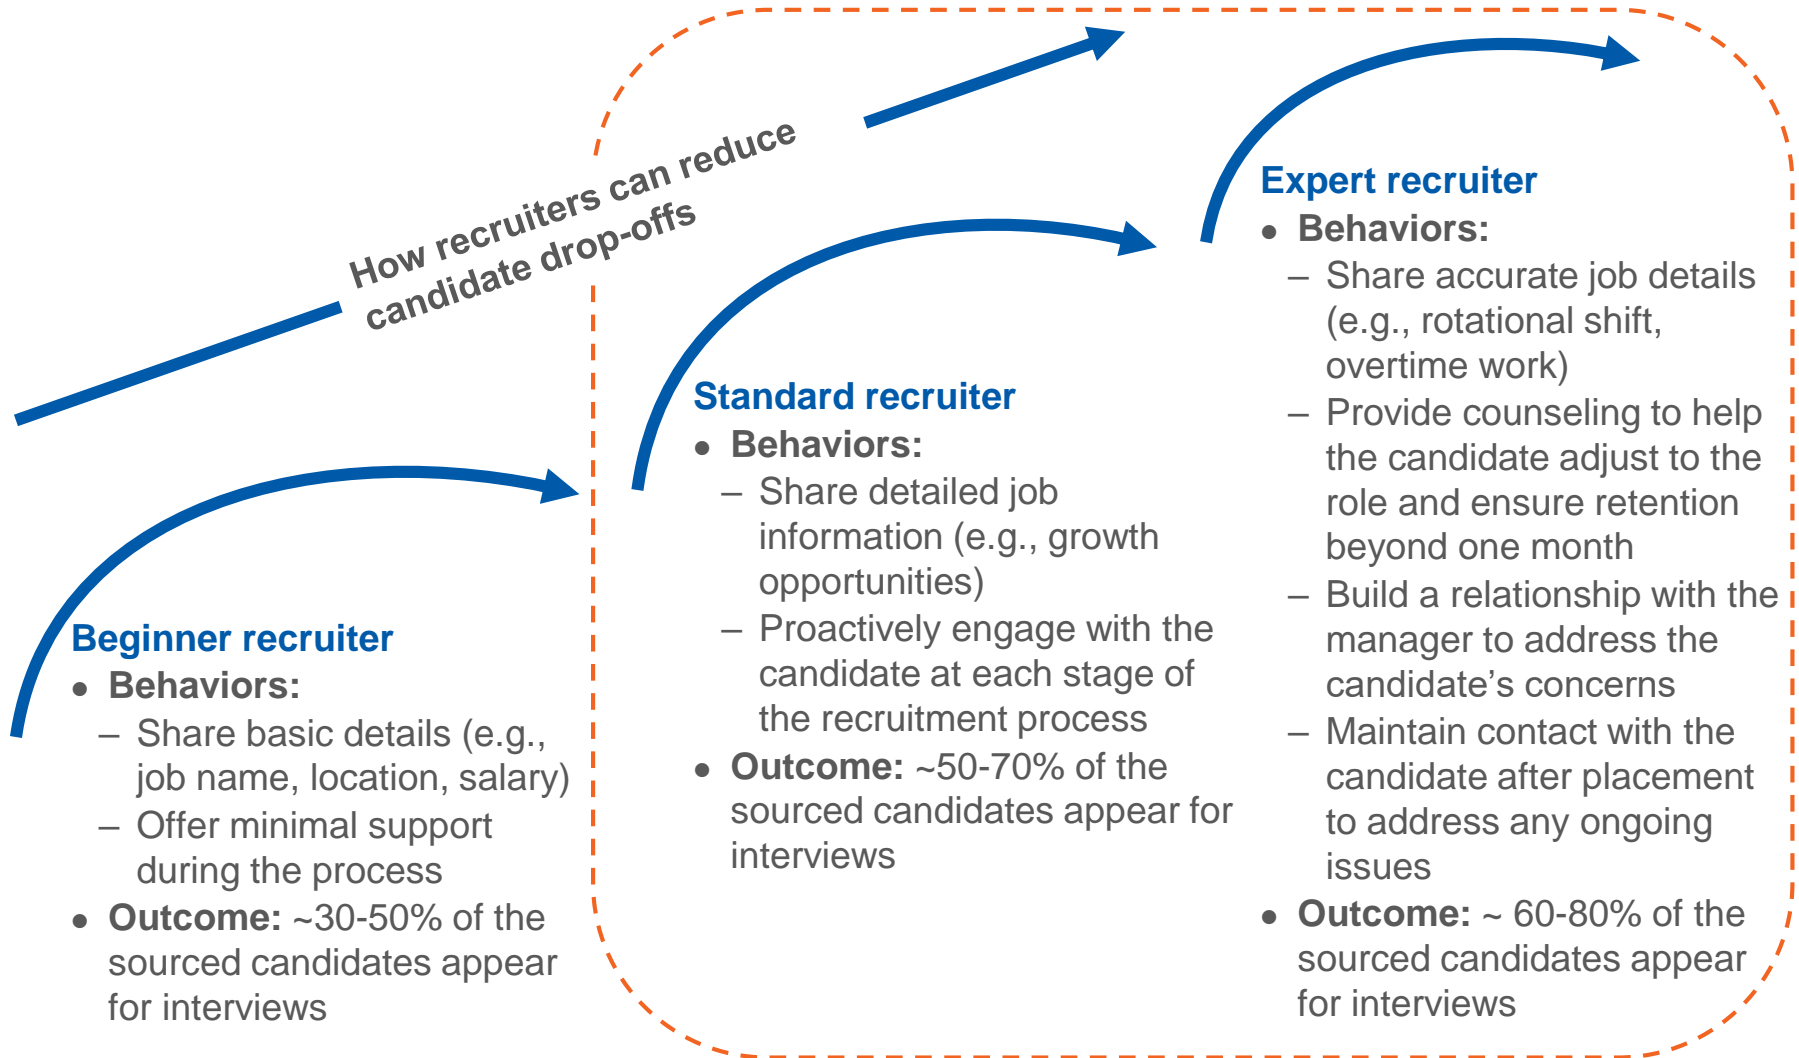 How recruiters can reduce
candidate drop-offs
Beginner recruiter
● Behaviors:
– Share basic details (e.g.,
job name, location, salary)
– Offer minimal support
during the process
● Outcome: ~30-50% of the
sourced candidates appear
for interviews
Standard recruiter
● Behaviors:
– Share detailed job
information (e.g., growth
opportunities)
– Proactively engage with the
candidate at each stage of
the recruitment process
● Outcome: ~50-70% of the
sourced candidates appear for
interviews
Expert recruiter
● Behaviors:
– Share accurate job details
(e.g., rotational shift,
overtime work)
– Provide counseling to help
the candidate adjust to the
role and ensure retention
beyond one month
– Build a relationship with the
manager to address the
candidate’s concerns
– Maintain contact with the
candidate after placement
to address any ongoing
issues
● Outcome: ~ 60-80% of the
sourced candidates appear
for interviews